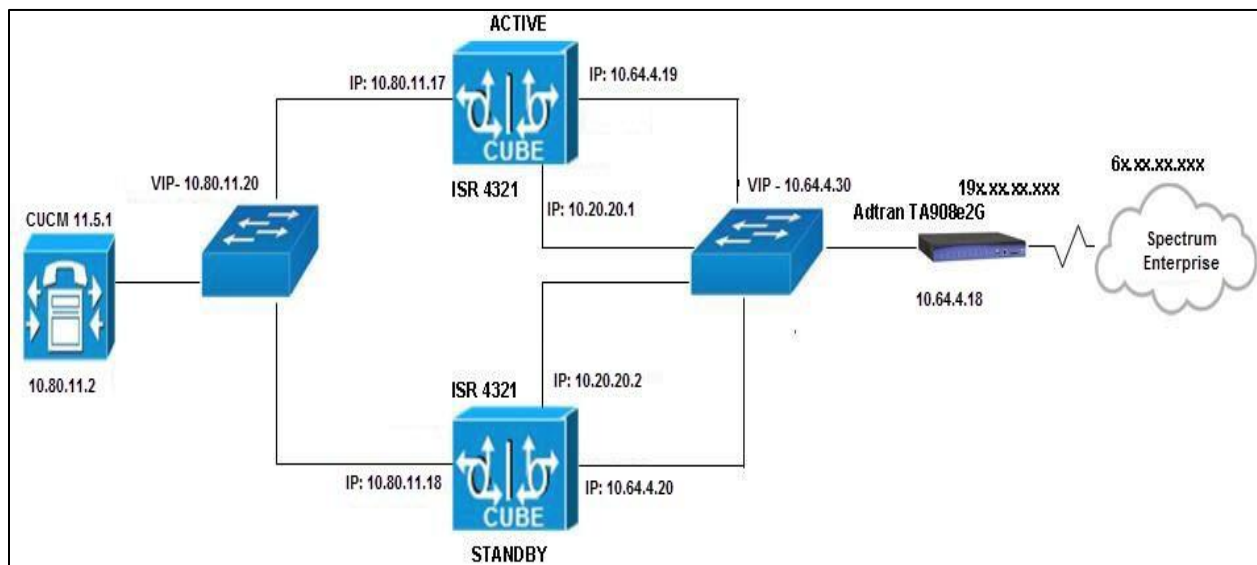 ACTIVE
IP: 10.80.11.17
IP: 10.64.4.19
CUBE
VIP- 10.80.11.20
ISR 4321
VIP - 10.64.4.30
6x.xx.xx.xxx
19x.xx.xx.xxx
CUCM 11.5.1
IP: 10.20.20.1
Adtran TA908e2G
Spectrum
Enterprise
10.64.4.18
10.80.11.2
ISR 4321
IP: 10.20.20.2
IP: 10.80.11.18
IP: 10.64.4.20
CUBE
STANDBY